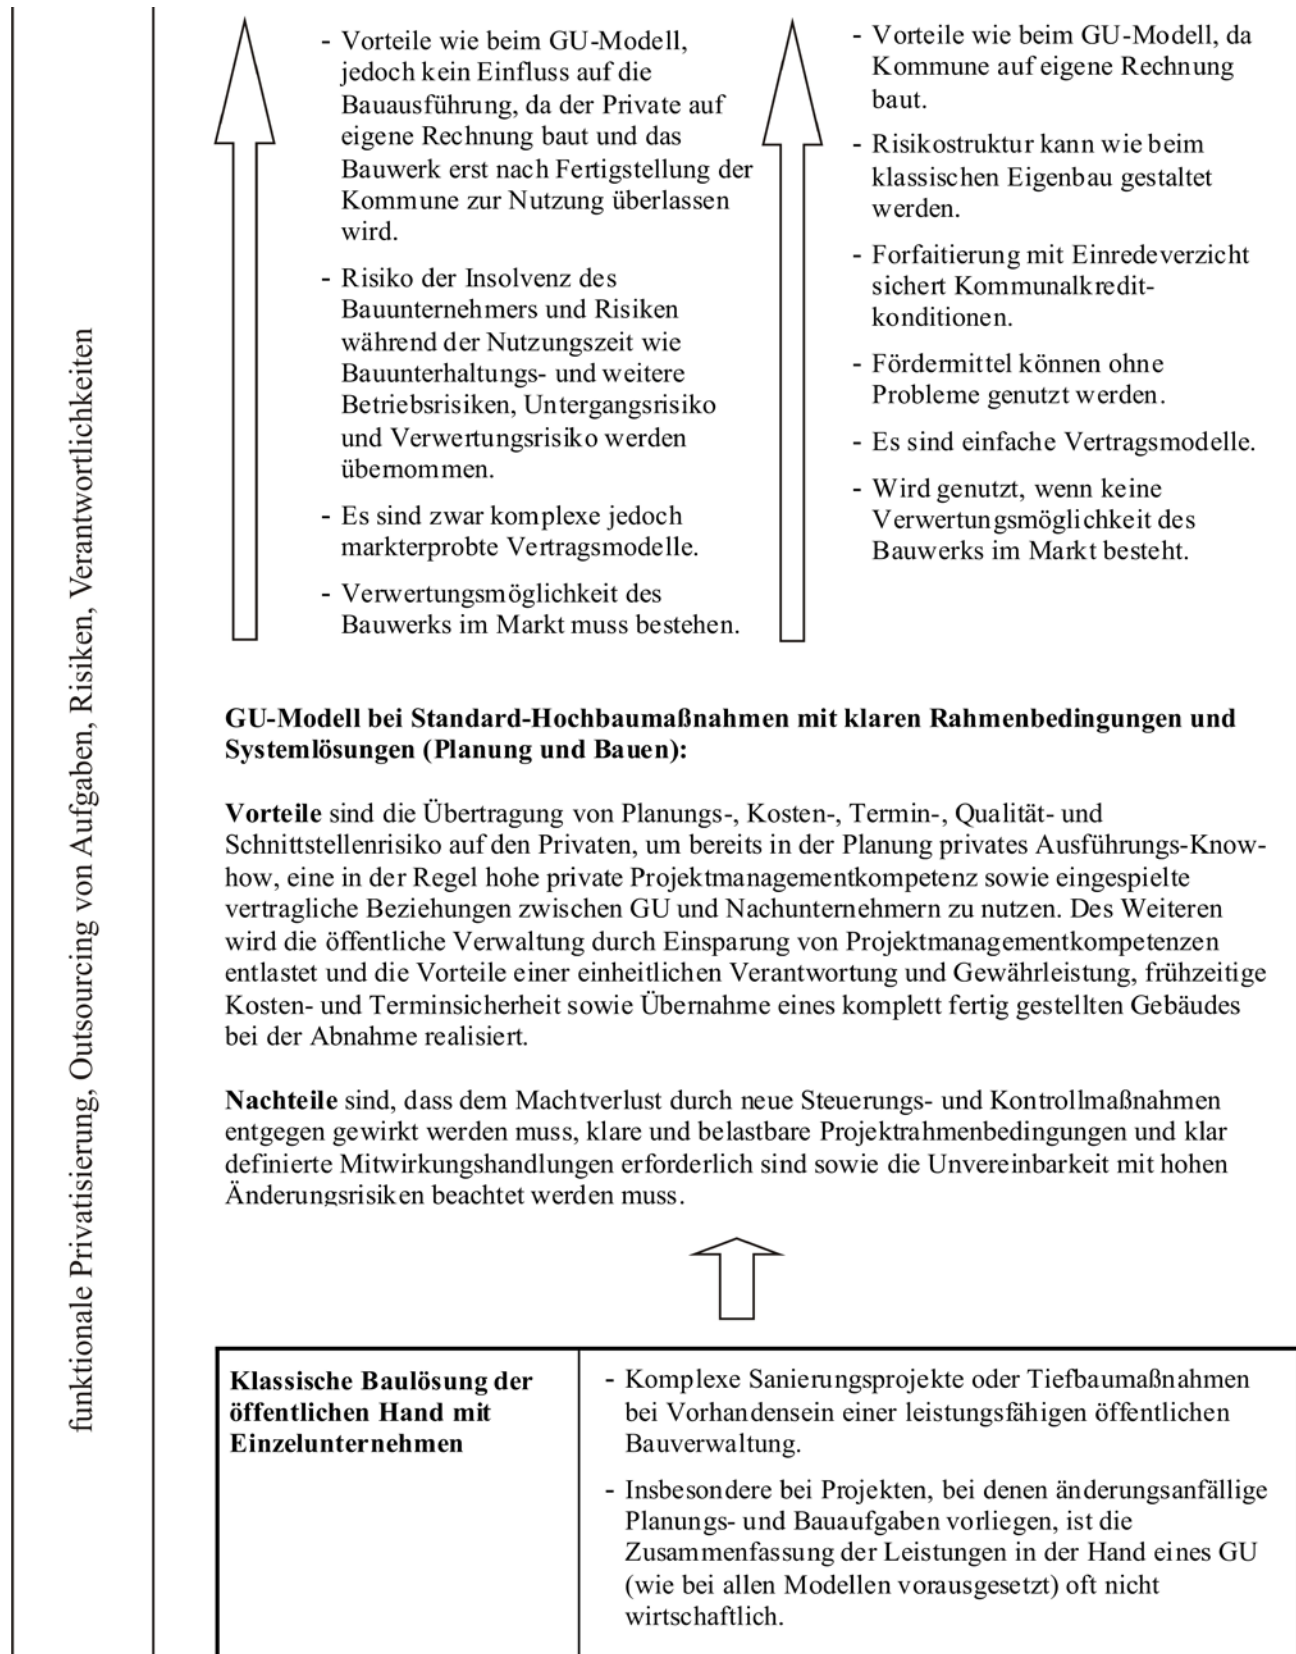 funktionale Privatisierung, Outsourcing von Aufgaben, Risiken, Verantwortlichkeiten
- Vorteile wie beim GU-Modell,
jedoch kein Einfluss auf die
Bauausführung, da der Private auf
eigene Rechnung baut und das
Bauwerk erst nach Fertigstellung der
Kommune zur Nutzung überlassen
wird.
- Risiko der Insolvenz des
Bauunternehmers und Risiken
während der Nutzungszeit wie
Bauunterhaltungs- und weitere
Betriebsrisiken, Untergangsrisiko
und Verwertungsrisiko werden
übernommen.
- Es sind zwar komplexe jedoch
markterprobte Vertragsmodelle.
- Verwertungsmöglichkeit des
Bauwerks im Markt muss bestehen.
- Vorteile wie beim GU-Modell, da
Kommune auf eigene Rechnung
baut.
- Risikostruktur kann wie beim
klassischen Eigenbau gestaltet
werden.
- Forfaitierung mit Einredeverzicht
sichert Kommunalkredit-
konditionen.
- Fördermittel können ohne
Probleme genutzt werden.
- Es sind einfache Vertragsmodelle.
- Wird genutzt, wenn keine
Verwertungsmöglichkeit des
Bauwerks im Markt besteht.
GU-Modell bei Standard-Hochbaumaßnahmen mit klaren Rahmenbedingungen und
Systemlösungen (Planung und Bauen):
Vorteile sind die Übertragung von Planungs-, Kosten-, Termin-, Qualität- und
Schnittstellenrisiko auf den Privaten, um bereits in der Planung privates Ausführungs-Know-
how, eine in der Regel hohe private Projektmanagementkompetenz sowie eingespielte
vertragliche Beziehungen zwischen GU und Nachunternehmern zu nutzen. Des Weiteren
wird die öffentliche Verwaltung durch Einsparung von Projektmanagementkompetenzen
entlastet und die Vorteile einer einheitlichen Verantwortung und Gewährleistung, frühzeitige
Kosten- und Terminsicherheit sowie Übernahme eines komplett fertig gestellten Gebäudes
bei der Abnahme realisiert.
Nachteile sind, dass dem Machtverlust durch neue Steuerungs- und Kontrollmaßnahmen
entgegen gewirkt werden muss, klare und belastbare Projektrahmenbedingungen und klar
definierte Mitwirkungshandlungen erforderlich sind sowie die Unvereinbarkeit mit hohen
Änderungsrisiken beachtet werden muss.
Klassische Baulösung der
öffentlichen Hand mit
Einzelunternehmen
- Komplexe Sanierungsprojekte oder Tiefbaumaßnahmen
bei Vorhandensein einer leistungsfähigen öffentlichen
Bauverwaltung.
- Insbesondere bei Projekten, bei denen änderungsanfällige
Planungs- und Bauaufgaben vorliegen, ist die
Zusammenfassung der Leistungen in der Hand eines GU
(wie bei allen Modellen vorausgesetzt) oft nicht
wirtschaftlich.